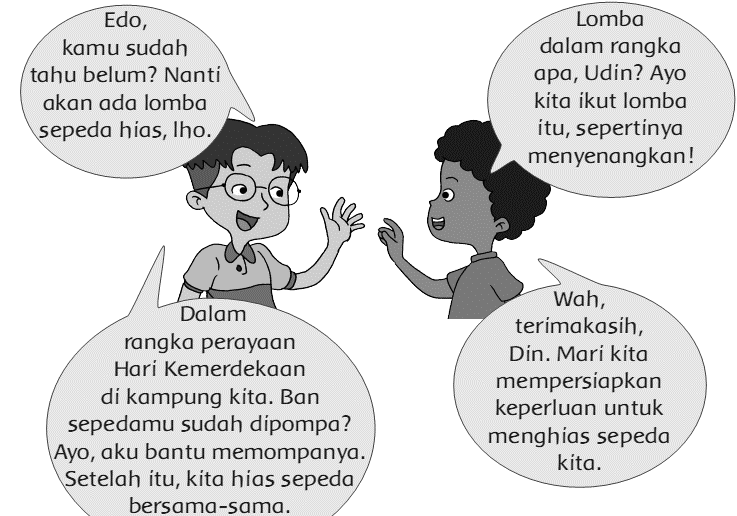 Edo,
kamu sudah
tahu belum? Nanti
akan ada lomba
sepeda hias, lho.
Lomba
dalam rangka
apa, Udin? Ayo
kita ikut lomba
itu, sepertinya
menyenangkan!
Dalam
rangka perayaan
Hari Kemerdekaan
di kampung kita. Ban
sepedamu sudah dipompa?
Ayo, aku bantu memompanya.
Setelah itu, kita hias sepeda
bersama-sama.
Wah,
terimakasih,
Din. Mari kita
mempersiapkan
keperluan untuk
menghias sepeda
kita.